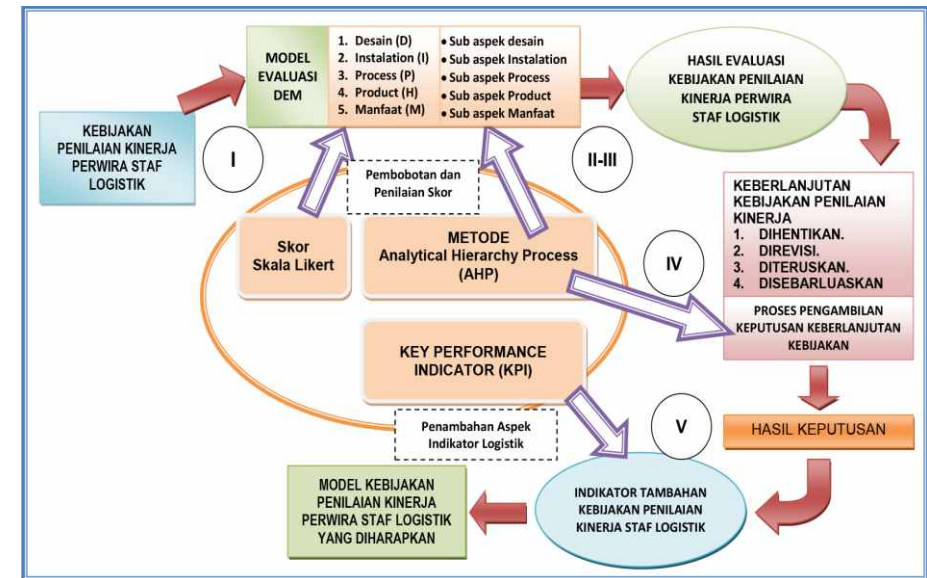 KEBIJAKAN
PENILAIAN KINERJA
PERWIRA STAF
LOGISTIK
I
MODEL
EVALUASI
DEM
1. Desain (D)
2. Instalation (I)
3. Process (P)
4. Product (H)
5. Manfaat (M)
• Sub aspek desain
• Sub aspek Instalation
• Sub aspek Process
• Sub aspek Product
• Sub aspek Manfaat
II-III
HASIL EVALUASI
KEBIJAKAN PENILAIAN
KINERJA PERWIRA
STAF LOGISTIK
Pembobotan dan
Penilaian Skor
Skor
Skala Likert
METODE
Analytical Hierarchy Process
(AHP)
IV
KEBERLANJUTAN
KEBIJAKAN PENILAIAN
KINERJA
1. DIHENTIKAN.
2. DIREVISI.
3. DITERUSKAN.
4. DISEBARLUASKAN
PROSES PENGAMBILAN
KEPUTUSAN KEBERLANJUTAN
KEBIJAKAN
KEY PERFORMANCE
INDICATOR (KPI)
Penambahan Aspek
Indikator Logistik
V
HASIL KEPUTUSAN
INDIKATOR TAMBAHAN
KEBIJAKAN PENILAIAN
KINERJA STAF LOGISTIK
MODEL KEBIJAKAN
PENILAIAN KINERJA
PERWIRA STAF LOGISTIK
YANG DIHARAPKAN